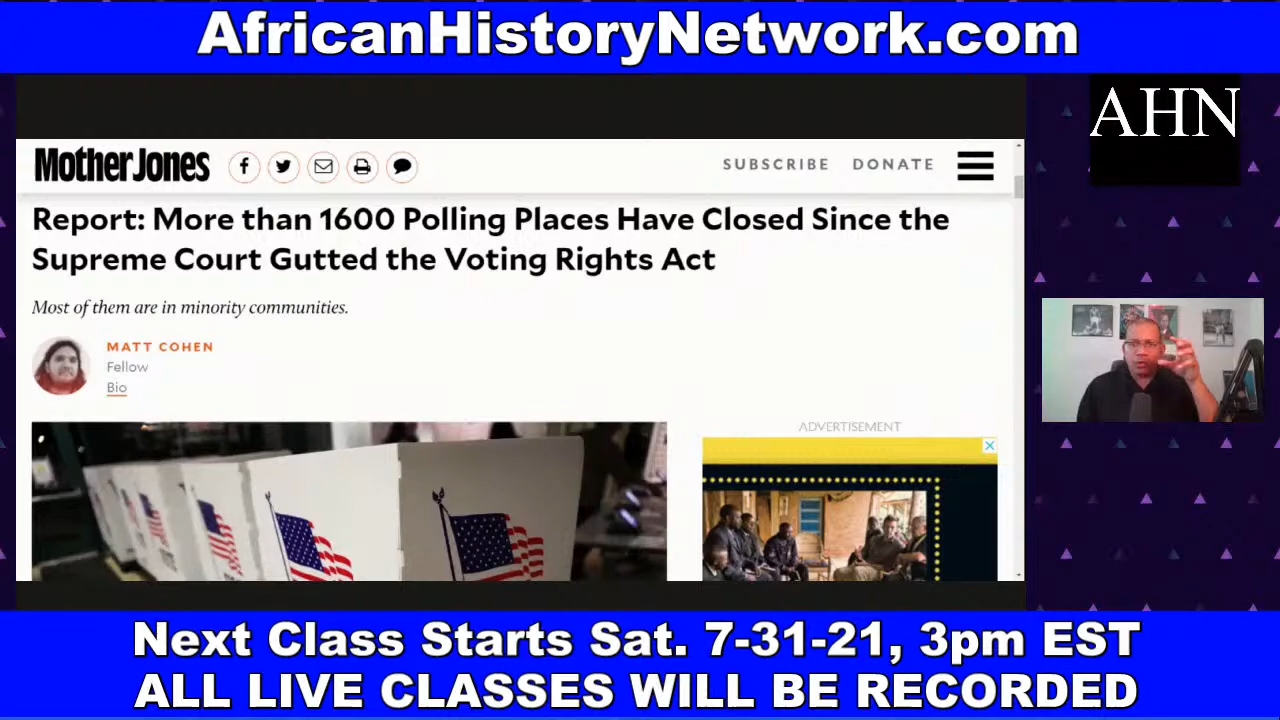 AfricanHistoryNetwork.com
AHN
Mother Jones
SUBSCRIBE DONATE
Report: More than 1600 Polling Places Have Closed Since the
Supreme Court Gutted the Voting Rights Act
Most of them are in minority communities.
MATT COHEN
Fellow
Bio
ADVERTISEMENT
Next Class Starts Sat. 7-31-21, 3pm EST
ALL LIVE CLASSES WILL BE RECORDED